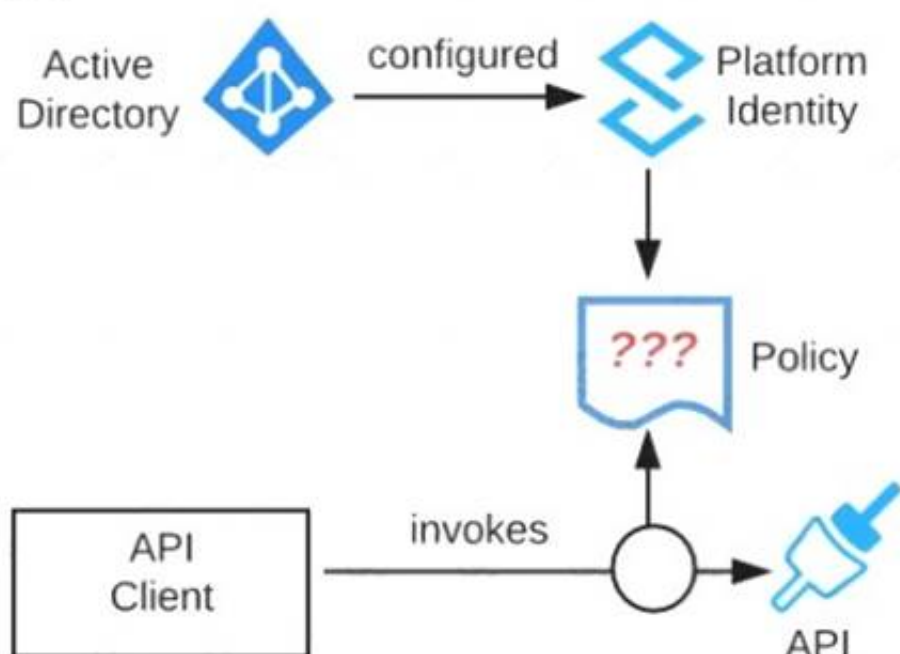 Active
Directory
configured
Platform
Identity
???
Policy
API
Client
invokes
API